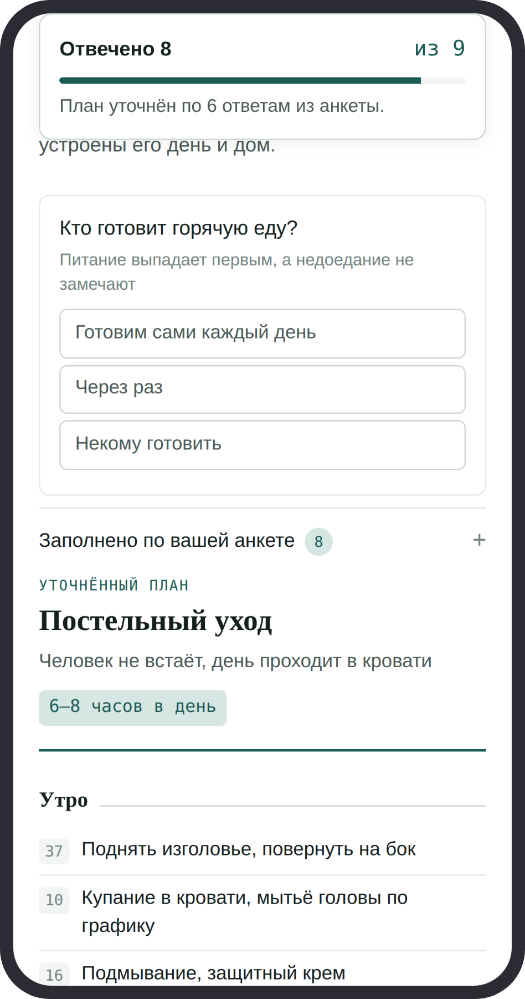 Отвечено 8
из 9
План уточнён по 6 ответам из анкеты.
устроены его день и дом.
Кто готовит горячую еду?
Питание выпадает первым, а недоедание не
замечают
Готовим сами каждый день
Через раз
Некому готовить
Заполнено по вашей анкете 8 +
УТОЧНЁННЫЙ ПЛАН
Постельный уход
Человек не встаёт, день проходит в кровати
6–8 часов в день
Утро
37 Поднять изголовье, повернуть на бок
10 Купание в кровати, мытьё головы по
графику
16 Подмывание, защитный крем